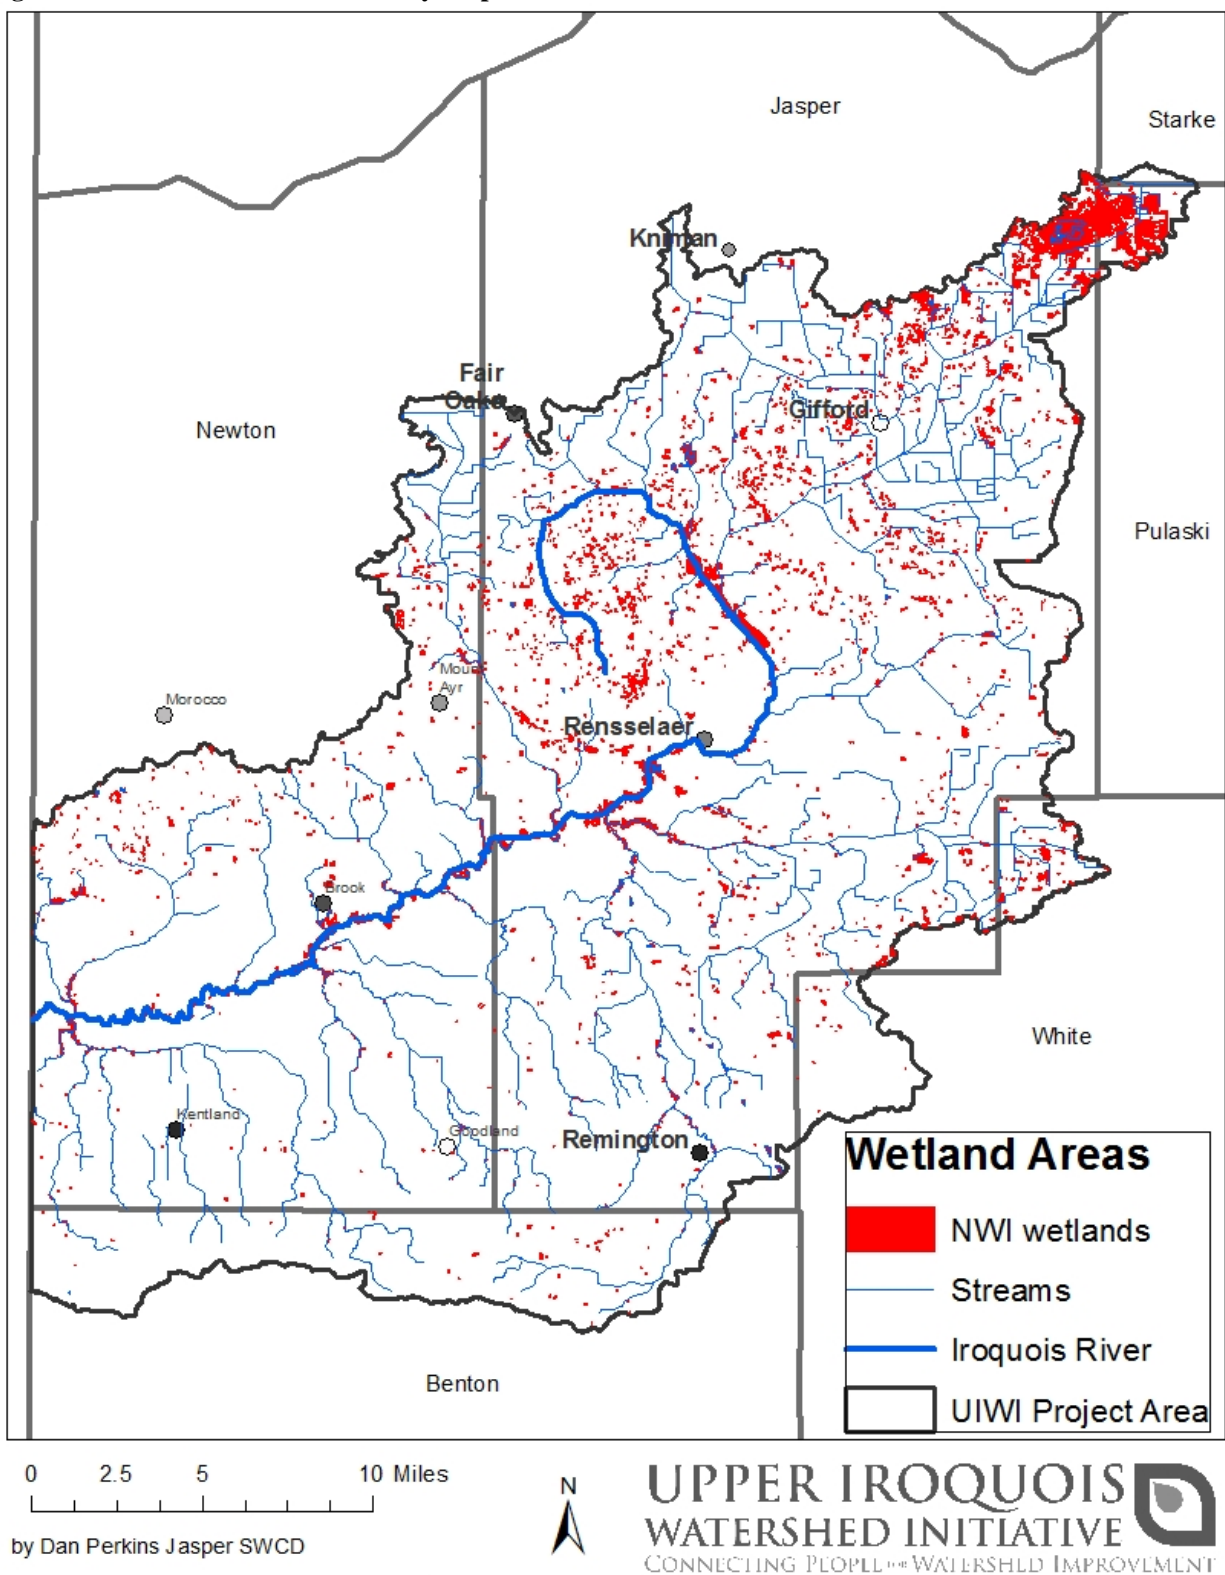 Jasper
Starke
Kniman
Fair
Oaks
Newton
Gifford
Pulaski
Mount
Ayr
Morocco
Rensselaer
Brook
White
Kentland
Goodland
Remington
Benton
Wetland Areas
NWI wetlands
Streams
Iroquois River
UIWI Project Area
0 2.5 5 10 Miles
N
by Dan Perkins Jasper SWCD
UPPER IROQUOIS
WATERSHED INITIATIVE
CONNECTING PEOPLE FOR WATERSHED IMPROVEMENT